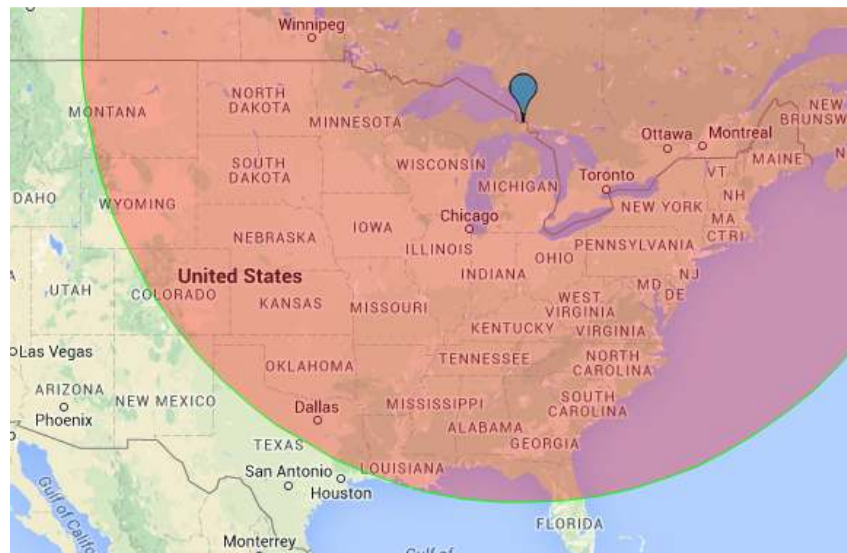 Winnipeg
MONTANA
NORTH
DAKOTA
MINNESOTA
Ottawa
Montreal
NEW
BRUNSW
MAINE
N
SOUTH
DAKOTA
WISCONSIN
MICHIGAN
Toronto
VT
NH
DAHO
WYOMING
NEW YORK
MA
CT
RI
Chicago
IOWA
NEBRASKA
ILLINOIS
OHIO
PENNSYLVANIA
United States
INDIANA
NJ
MD
DE
A
UTAH
COLORADO
KANSAS
MISSOURI
WEST
VIRGINIA
KENTUCKY
VIRGINIA
Las Vegas
OKLAHOMA
TENNESSEE
NORTH
CAROLINA
ARIZONA
Phoenix
NEW MEXICO
Dallas
MISSISSIPPI
SOUTH
CAROLINA
ALABAMA
GEORGIA
TEXAS
San Antonio
LOUISIANA
Houston
Gulf of
FLORIDA
Monterrey
Gulf of